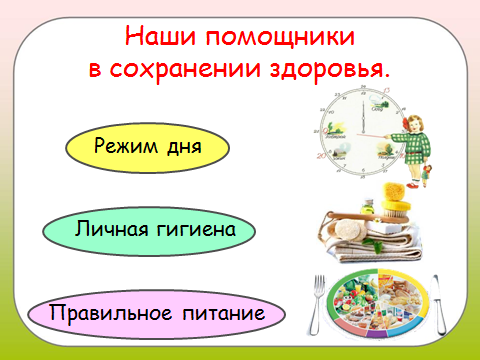 Наши помощники
в сохранении здоровья.
Режим дня
Личная гигиена
Правильное питание